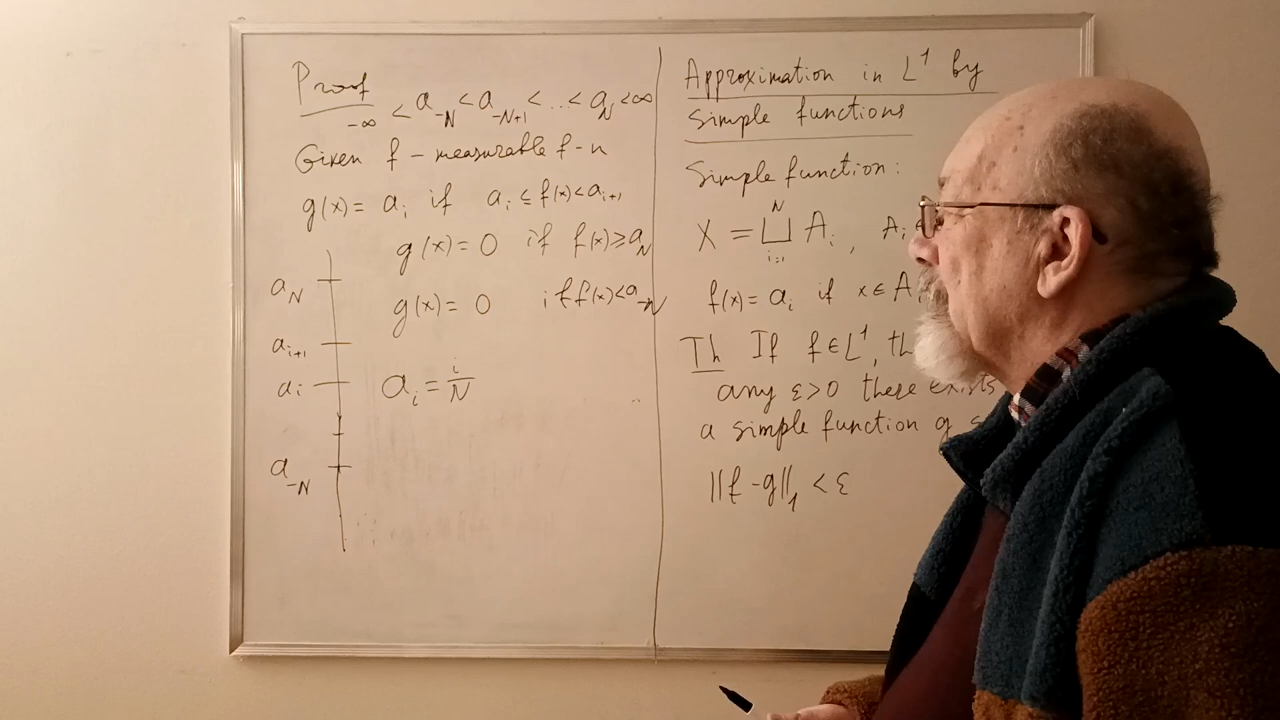 Proof
-∞ < a_{-N} < a_{-N+1} < ... < a_N < ∞
Given f - measurable f-n
g(x) = a_i if a_i ≤ f(x) < a_{i+1}
g(x) = 0 if f(x) ≥ a_N
g(x) = 0 if f(x) < a_{-N}
a_N
a_{i+1}
a_i
a_i = i/N
a_{-N}
Approximation in L^1 by
simple functions
Simple function:
X = ⊔_{i=1}^{N} A_i, A_i
f(x) = a_i if x ∈ A_i
Th If f ∈ L^1,
any ε > 0 there exists
a simple function g
||f - g||_1 < ε